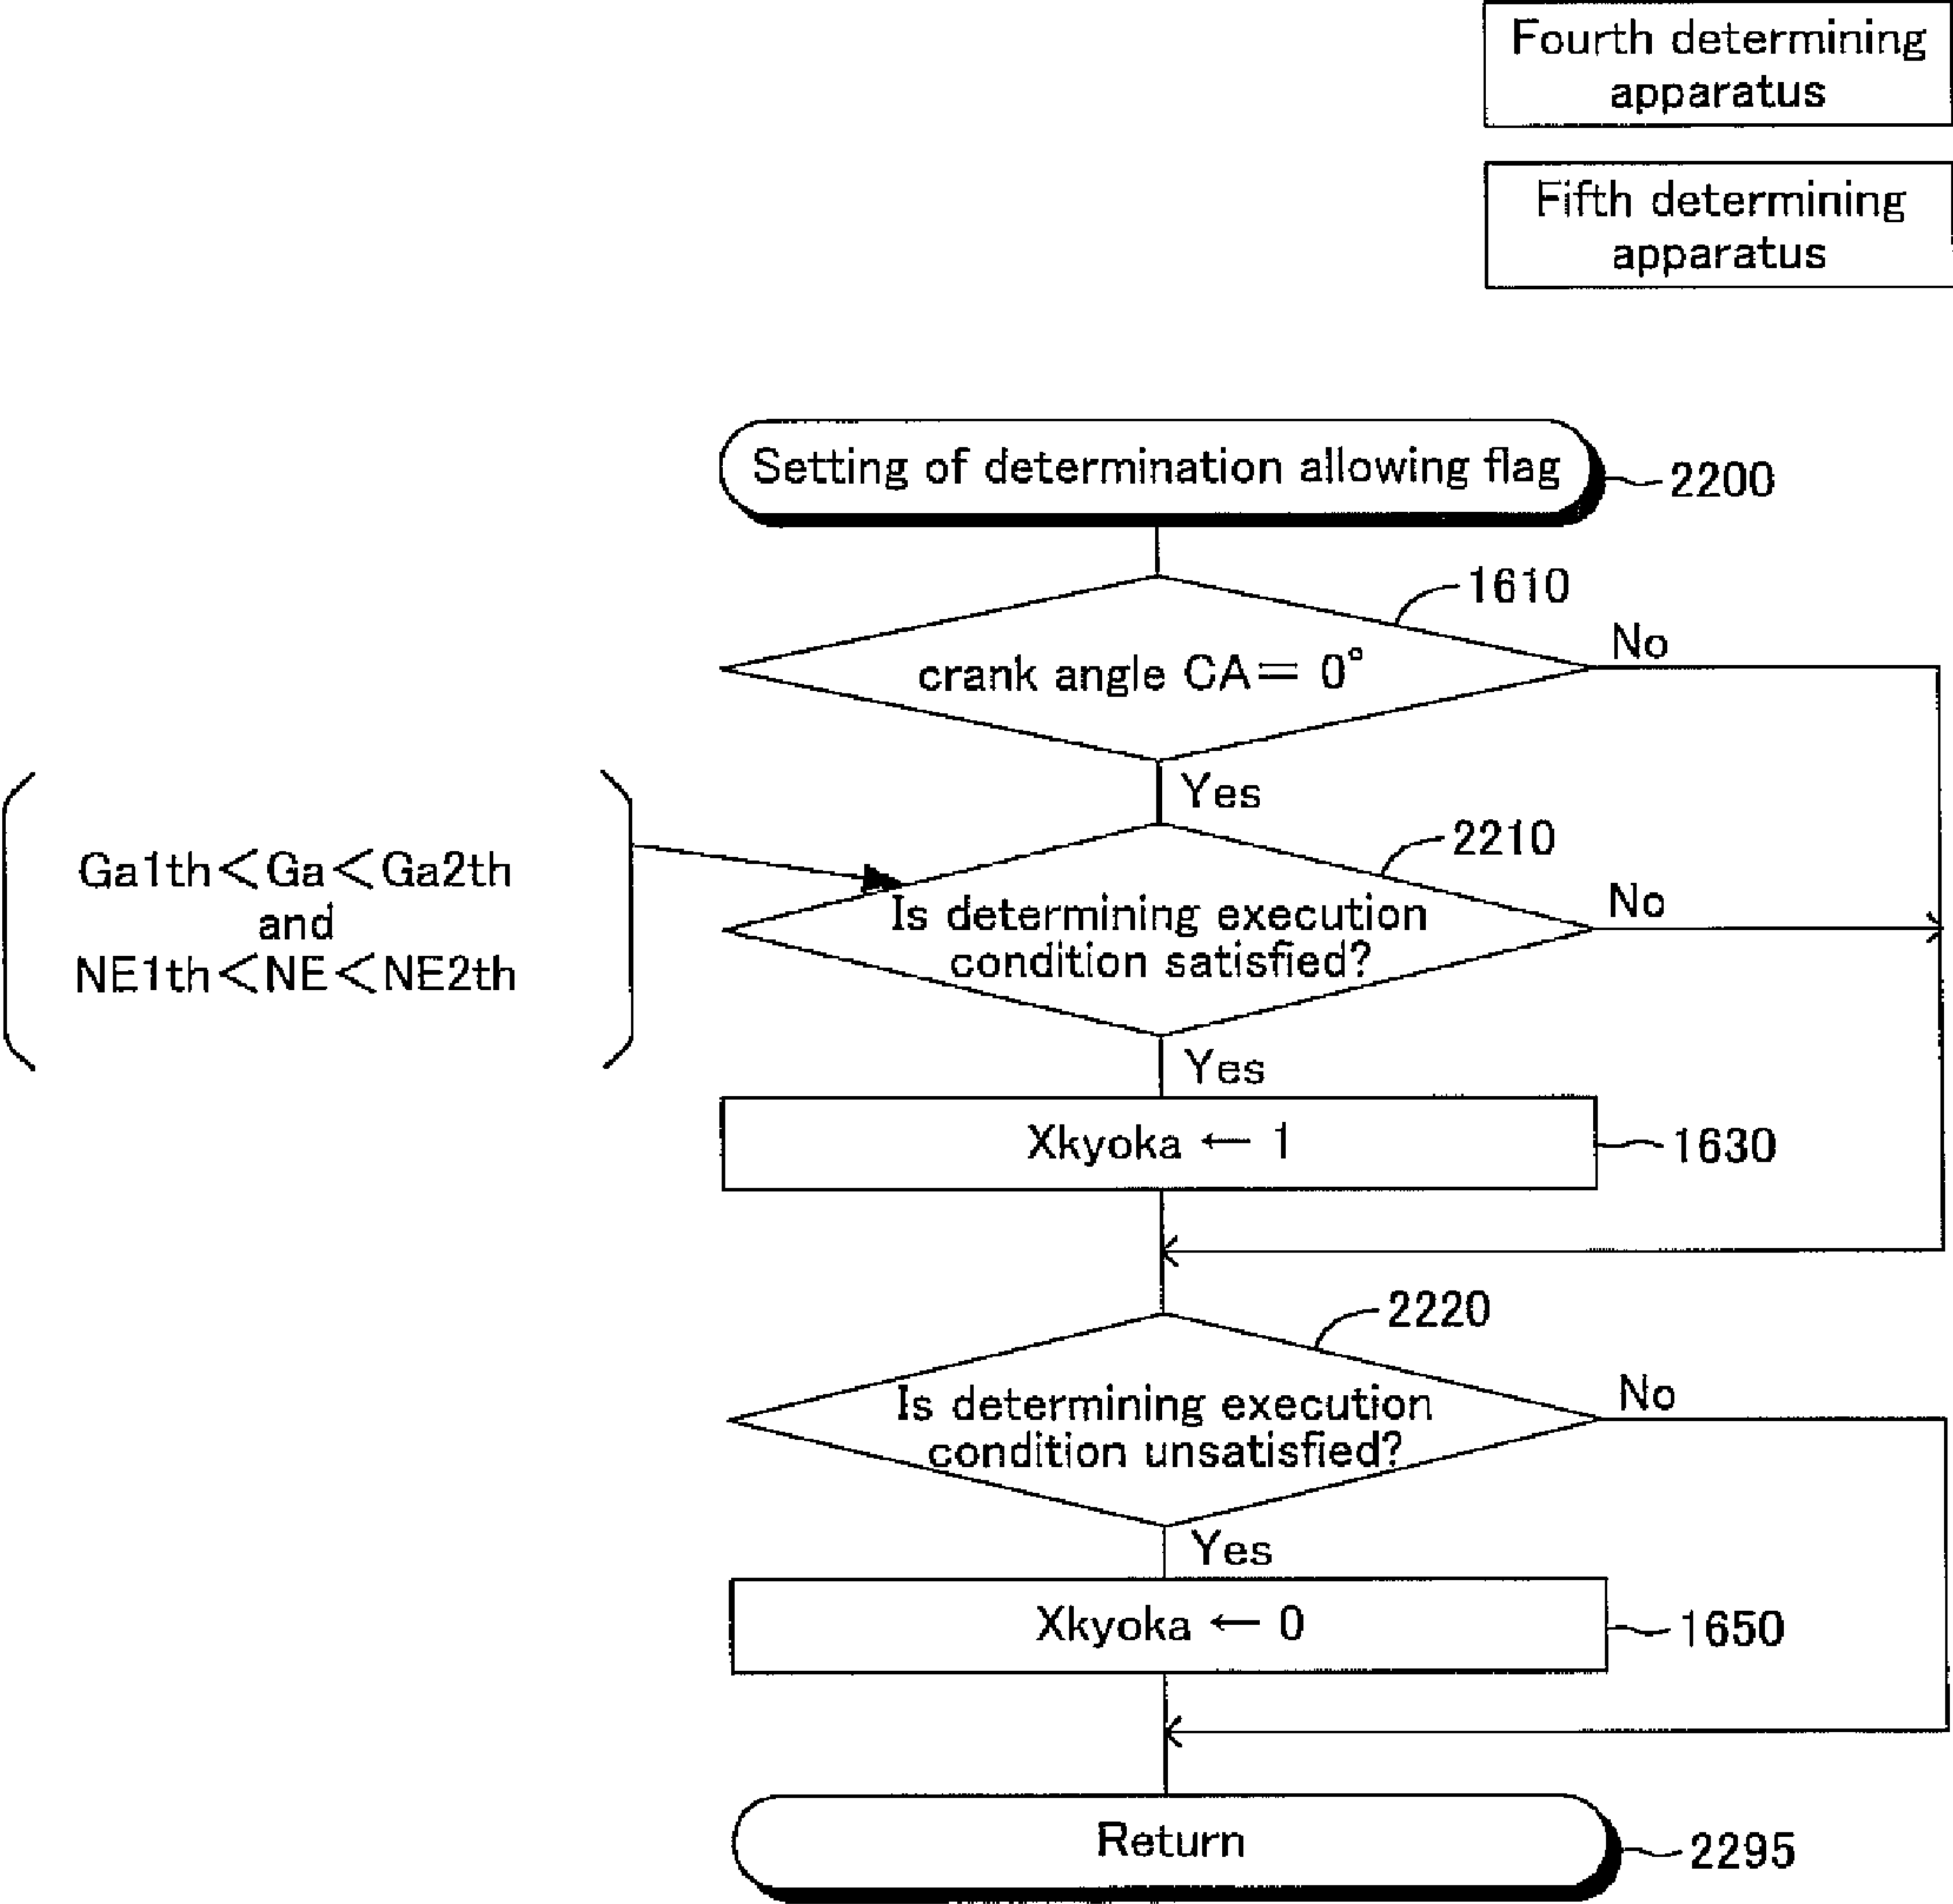 Fourth determining
apparatus
Fifth determining
apparatus
Setting of determination allowing flag
2200
1610
crank angle CA= 0°
No
Yes
2210
Ga1th<Ga<Ga2th
and
NE1th<NE<NE2th
Is determining execution
condition satisfied?
No
Yes
Xkyoka ← 1
1630
2220
Is determining execution
condition unsatisfied?
No
Yes
Xkyoka ← 0
1650
Return
2295